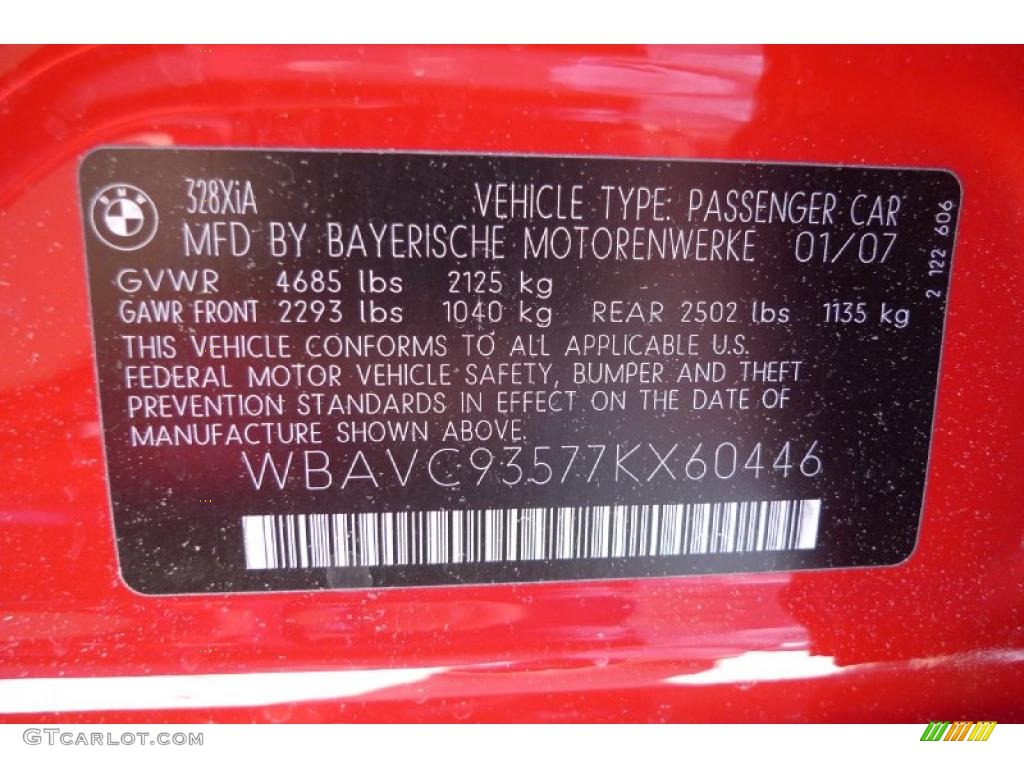 328XiA VEHICLE TYPE: PASSENGER CAR
MFD BY BAYERISCHE MOTORENWERKE 01/07
GVWR 4685 lbs 2125 kg
GAWR FRONT 2293 lbs 1040 kg REAR 2502 lbs 1135 kg
THIS VEHICLE CONFORMS TO ALL APPLICABLE U.S.
FEDERAL MOTOR VEHICLE SAFETY, BUMPER AND THEFT
PREVENTION STANDARDS IN EFFECT ON THE DATE OF
MANUFACTURE SHOWN ABOVE.
WBAVC93577KX60446
2 122 606
BMW
GTCarlot.com